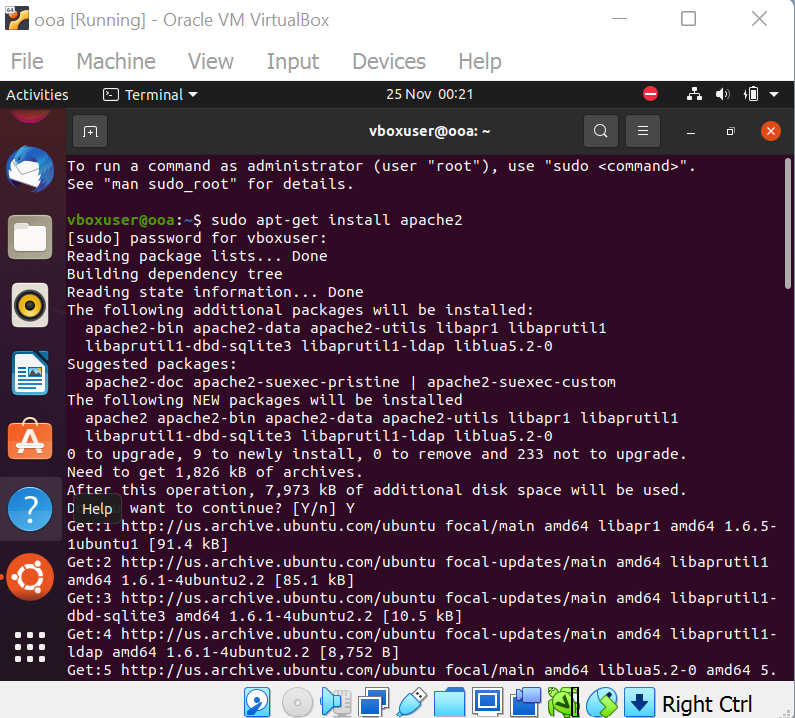 64
ooa [Running] - Oracle VM VirtualBox
File Machine View Input Devices Help
Activities Terminal 25 Nov 00:21
vboxuser@ooa: ~
To run a command as administrator (user "root"), use "sudo <command>".
See "man sudo_root" for details.
vboxuser@ooa:~$ sudo apt-get install apache2
[sudo] password for vboxuser:
Reading package lists... Done
Building dependency tree
Reading state information... Done
The following additional packages will be installed:
apache2-bin apache2-data apache2-utils libapr1 libaprutil1
libaprutil1-dbd-sqlite3 libaprutil1-ldap liblua5.2-0
Suggested packages:
apache2-doc apache2-suexec-pristine | apache2-suexec-custom
The following NEW packages will be installed
apache2 apache2-bin apache2-data apache2-utils libapr1 libaprutil1
libaprutil1-dbd-sqlite3 libaprutil1-ldap liblua5.2-0
0 to upgrade, 9 to newly install, 0 to remove and 233 not to upgrade.
Need to get 1,826 kB of archives.
After this operation, 7,973 kB of additional disk space will be used.
D Help want to continue? [Y/n] Y
Get:1 http://us.archive.ubuntu.com/ubuntu focal/main amd64 libapr1 amd64 1.6.5-
1ubuntu1 [91.4 kB]
Get:2 http://us.archive.ubuntu.com/ubuntu focal-updates/main amd64 libaprutil1
amd64 1.6.1-4ubuntu2.2 [85.1 kB]
Get:3 http://us.archive.ubuntu.com/ubuntu focal-updates/main amd64 libaprutil1-
dbd-sqlite3 amd64 1.6.1-4ubuntu2.2 [10.5 kB]
Get:4 http://us.archive.ubuntu.com/ubuntu focal-updates/main amd64 libaprutil1-
ldap amd64 1.6.1-4ubuntu2.2 [8,752 B]
Get:5 http://us.archive.ubuntu.com/ubuntu focal/main amd64 liblua5.2-0 amd64 5.
Right Ctrl